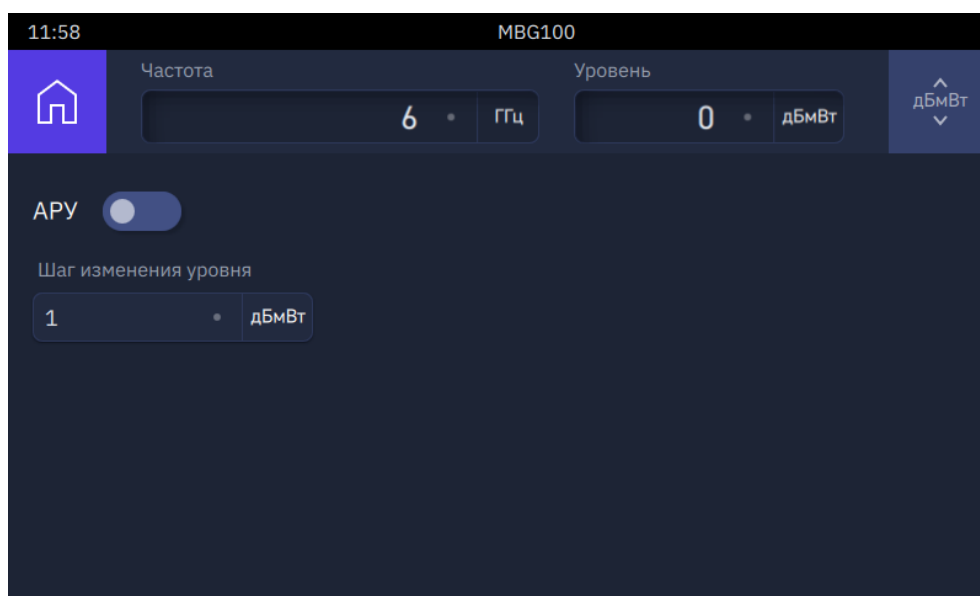 11:58 MBG100
Частота Уровень
6 ГГц 0 дБмВт
дБмВт
АРУ
Шаг изменения уровня
1 дБмВт